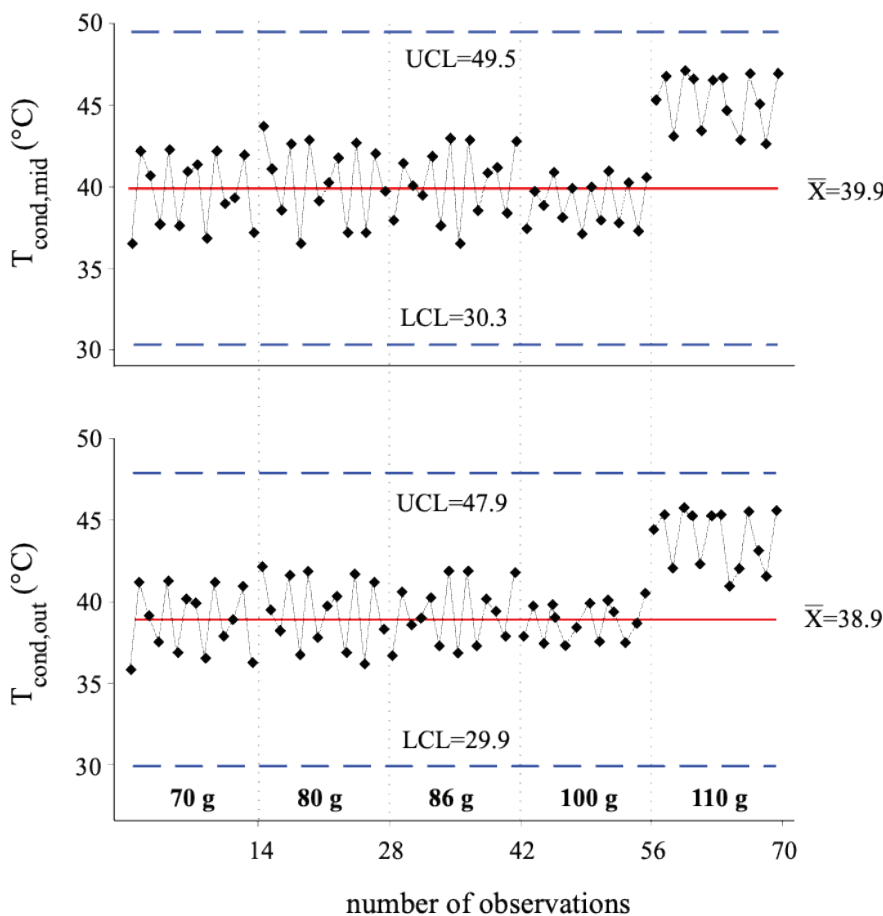 50
UCL=49.5
45
T_cond,mid (°C)
40
X̄=39.9
35
LCL=30.3
30
50
UCL=47.9
45
T_cond,out (°C)
40
X̄=38.9
35
LCL=29.9
30
70 g 80 g 86 g 100 g 110 g
14 28 42 56 70
number of observations